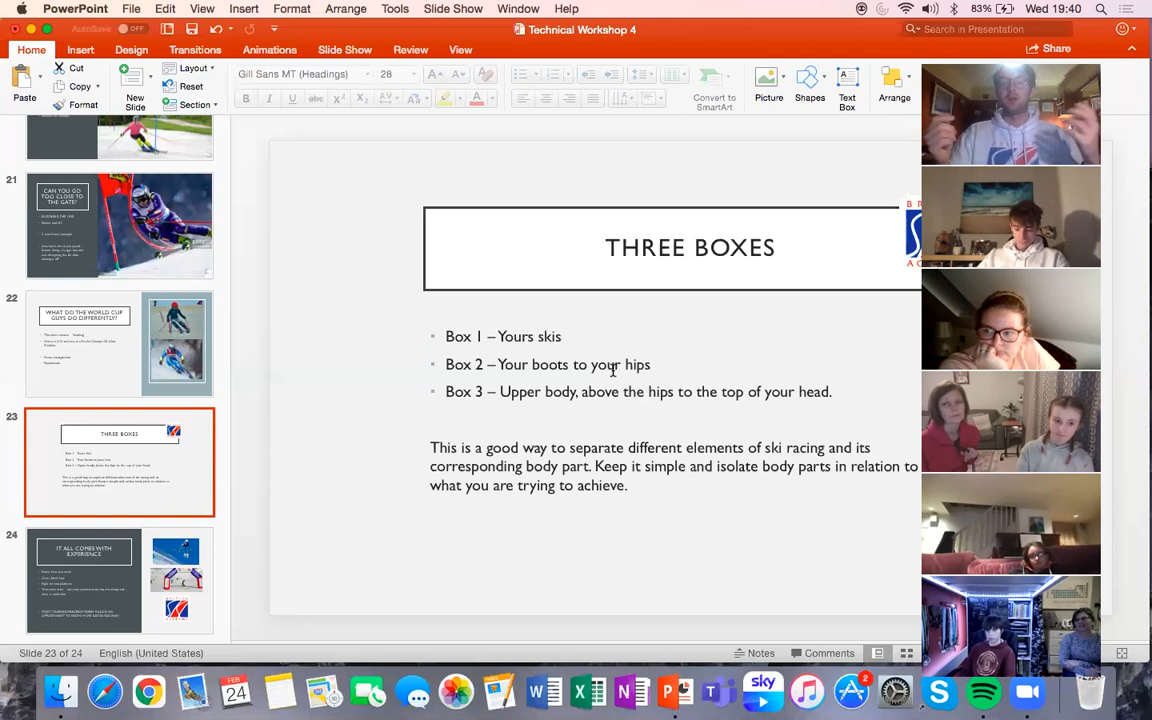 PowerPoint File Edit View Insert Format Arrange Tools Slide Show Window Help 83% Wed 19:40
AutoSave OFF Technical Workshop 4 Search in Presentation
Home Insert Design Transitions Animations Slide Show Review View Share
Paste Cut Copy Format New Slide Layout Reset Section Gill Sans MT (Headings) 28 Convert to SmartArt Picture Shapes Text Box Arrange
21
CAN YOU GO
TOO CLOSE TO
THE GATE?
22
WHAT DO THE WORLD CUP
GUYS DO DIFFERENTLY?
23
THREE BOXES
24
IT ALL COMES WITH
EXPERIENCE
THREE BOXES
Box 1 – Yours skis
Box 2 – Your boots to your hips
Box 3 – Upper body, above the hips to the top of your head.
This is a good way to separate different elements of ski racing and its
corresponding body part. Keep it simple and isolate body parts in relation to
what you are trying to achieve.
Slide 23 of 24 English (United States) Notes Comments
FEB
24
sky
2